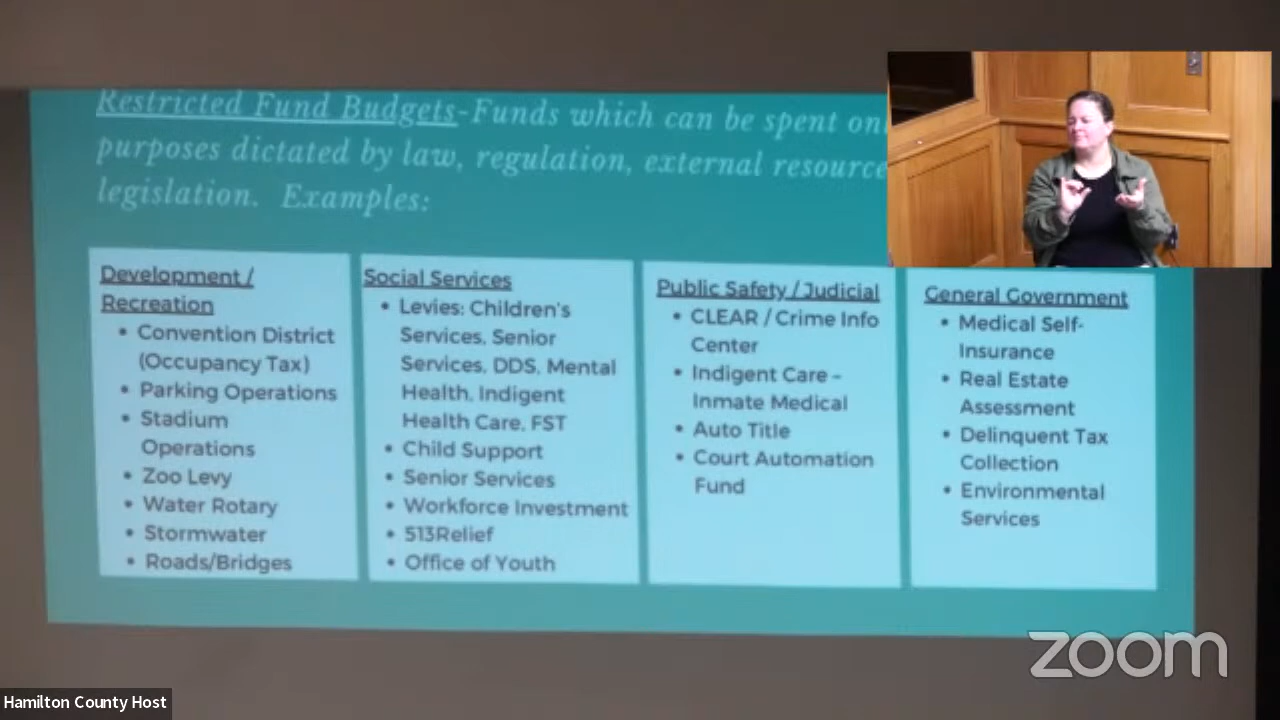 Restricted Fund Budgets-Funds which can be spent
purposes dictated by law, regulation, external
legislation. Examples:
Development /
Recreation
• Convention District
(Occupancy Tax)
• Parking Operations
• Stadium
Operations
• Zoo Levy
• Water Rotary
• Stormwater
• Roads/Bridges
Social Services
• Levies: Children's
Services, Senior
Services, DDS, Mental
Health, Indigent
Health Care, FST
• Child Support
• Senior Services
• Workforce Investment
• 513Relief
• Office of Youth
Public Safety / Judicial
• CLEAR / Crime Info
Center
• Indigent Care –
Inmate Medical
• Auto Title
• Court Automation
Fund
General Government
• Medical Self-
Insurance
• Real Estate
Assessment
• Delinquent Tax
Collection
• Environmental
Services
zoom
Hamilton County Host